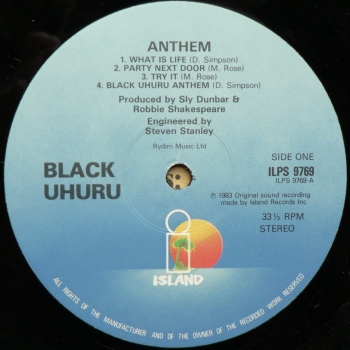 ANTHEM
1. WHAT IS LIFE (D. Simpson)
2. PARTY NEXT DOOR (M. Rose)
3. TRY IT (M. Rose)
4. BLACK UHURU ANTHEM (D. Simpson)
Produced by Sly Dunbar &
Robbie Shakespeare
Engineered by
Steven Stanley
Rydim Music Ltd
BLACK
UHURU
SIDE ONE
ILPS 9769
ILPS 9769-A
℗ 1983 Original sound recording
made by Island Records Inc
33⅓ RPM
STEREO
ISLAND
ALL RIGHTS OF THE MANUFACTURER AND OF THE OWNER OF THE RECORDED WORK RESERVED